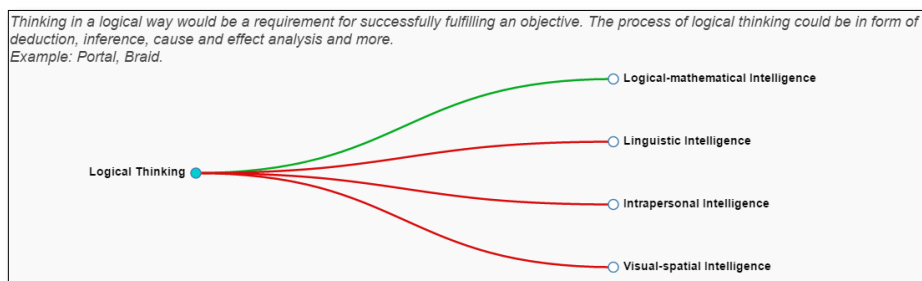 Thinking in a logical way would be a requirement for successfully fulfilling an objective. The process of logical thinking could be in form of
deduction, inference, cause and effect analysis and more.
Example: Portal, Braid.
Logical-mathematical Intelligence
Linguistic Intelligence
Logical Thinking
Intrapersonal Intelligence
Visual-spatial Intelligence